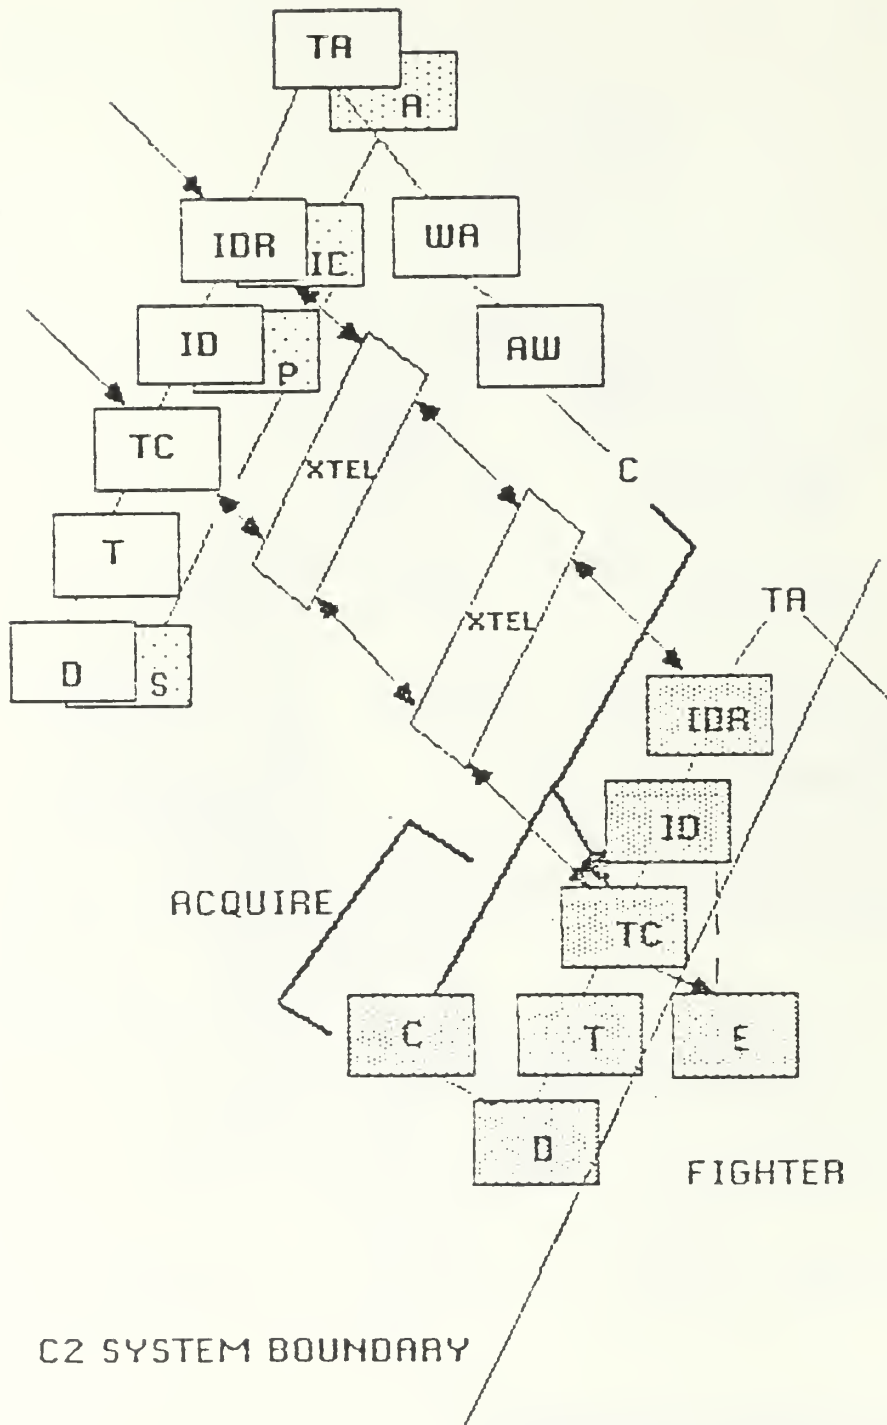 TA
A
IDR
IC
WA
ID
P
AW
TC
XTEL
C
T
XTEL
TA
D
S
IDR
ID
ACQUIRE
TC
C
T
E
D
FIGHTER
C2 SYSTEM BOUNDARY